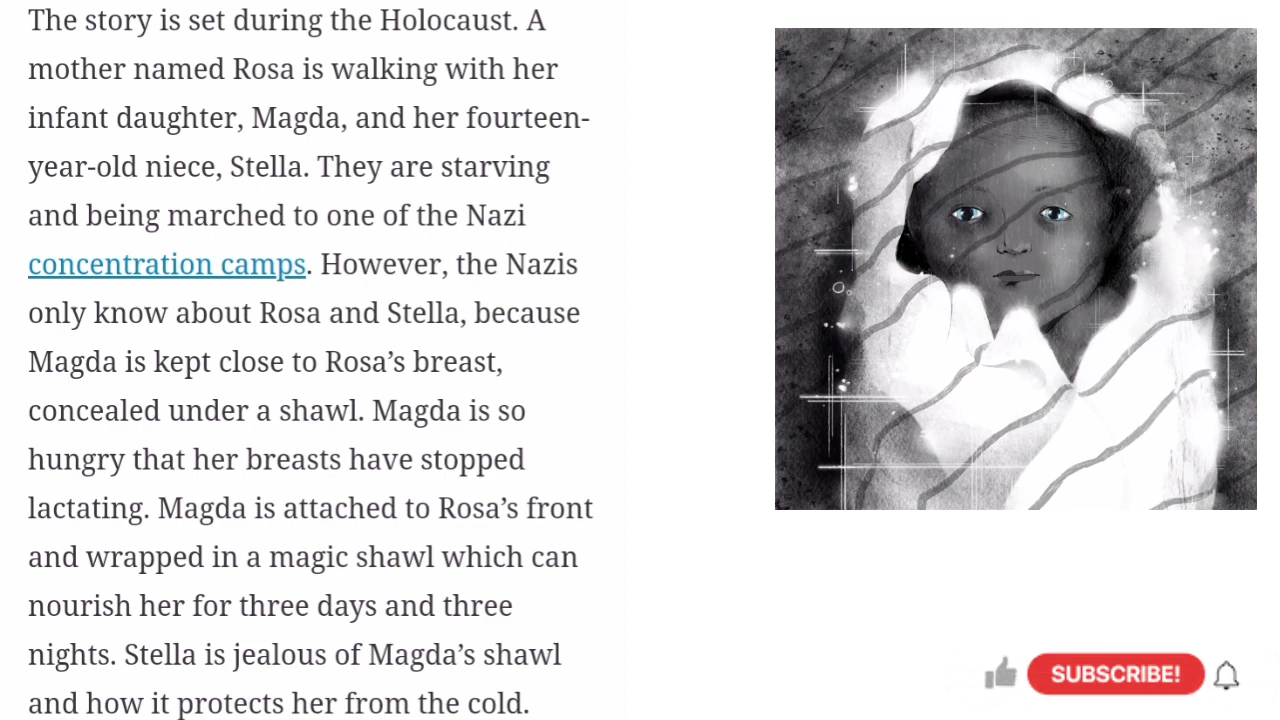 The story is set during the Holocaust. A
mother named Rosa is walking with her
infant daughter, Magda, and her fourteen-
year-old niece, Stella. They are starving
and being marched to one of the Nazi
concentration camps. However, the Nazis
only know about Rosa and Stella, because
Magda is kept close to Rosa’s breast,
concealed under a shawl. Magda is so
hungry that her breasts have stopped
lactating. Magda is attached to Rosa’s front
and wrapped in a magic shawl which can
nourish her for three days and three
nights. Stella is jealous of Magda’s shawl
and how it protects her from the cold.
SUBSCRIBE!